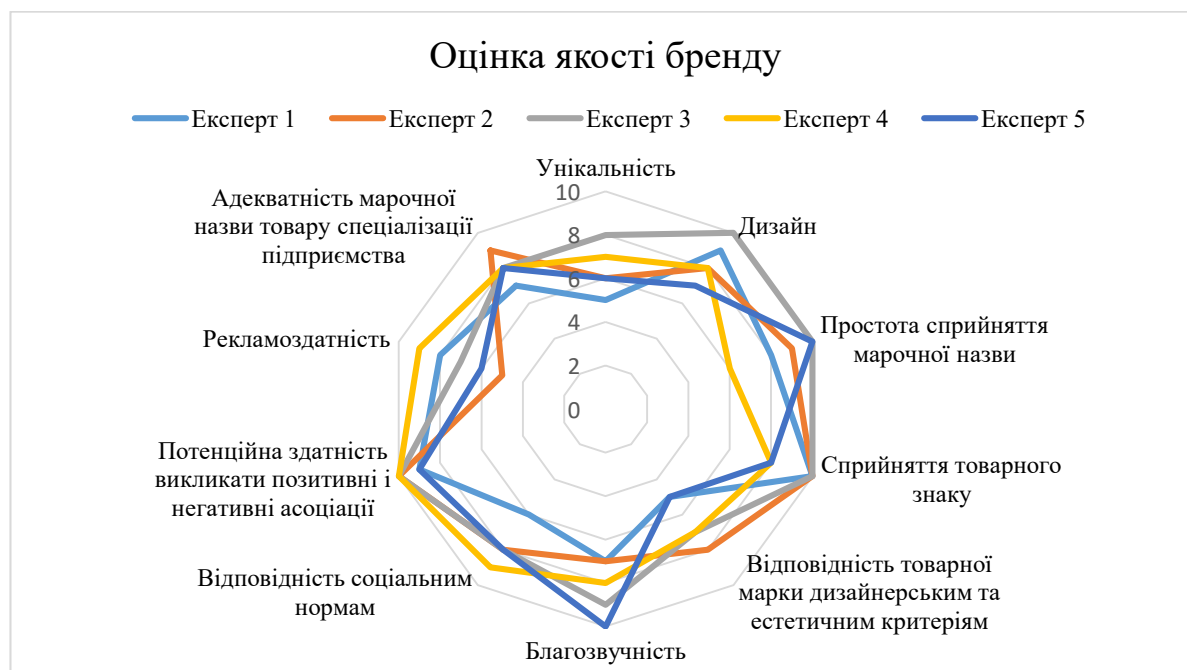 Оцінка якості бренду
Експерт 1
Експерт 2
Експерт 3
Експерт 4
Експерт 5
Унікальність
Дизайн
Простота сприйняття
марочної назви
Сприйняття товарного
знаку
Відповідність товарної
марки дизайнерським та
естетичним критеріям
Благозвучність
Відповідність соціальним
нормам
Потенційна здатність
викликати позитивні і
негативні асоціації
Рекламоздатність
Адекватність марочної
назви товару спеціалізації
підприємства
10
8
6
4
2
0